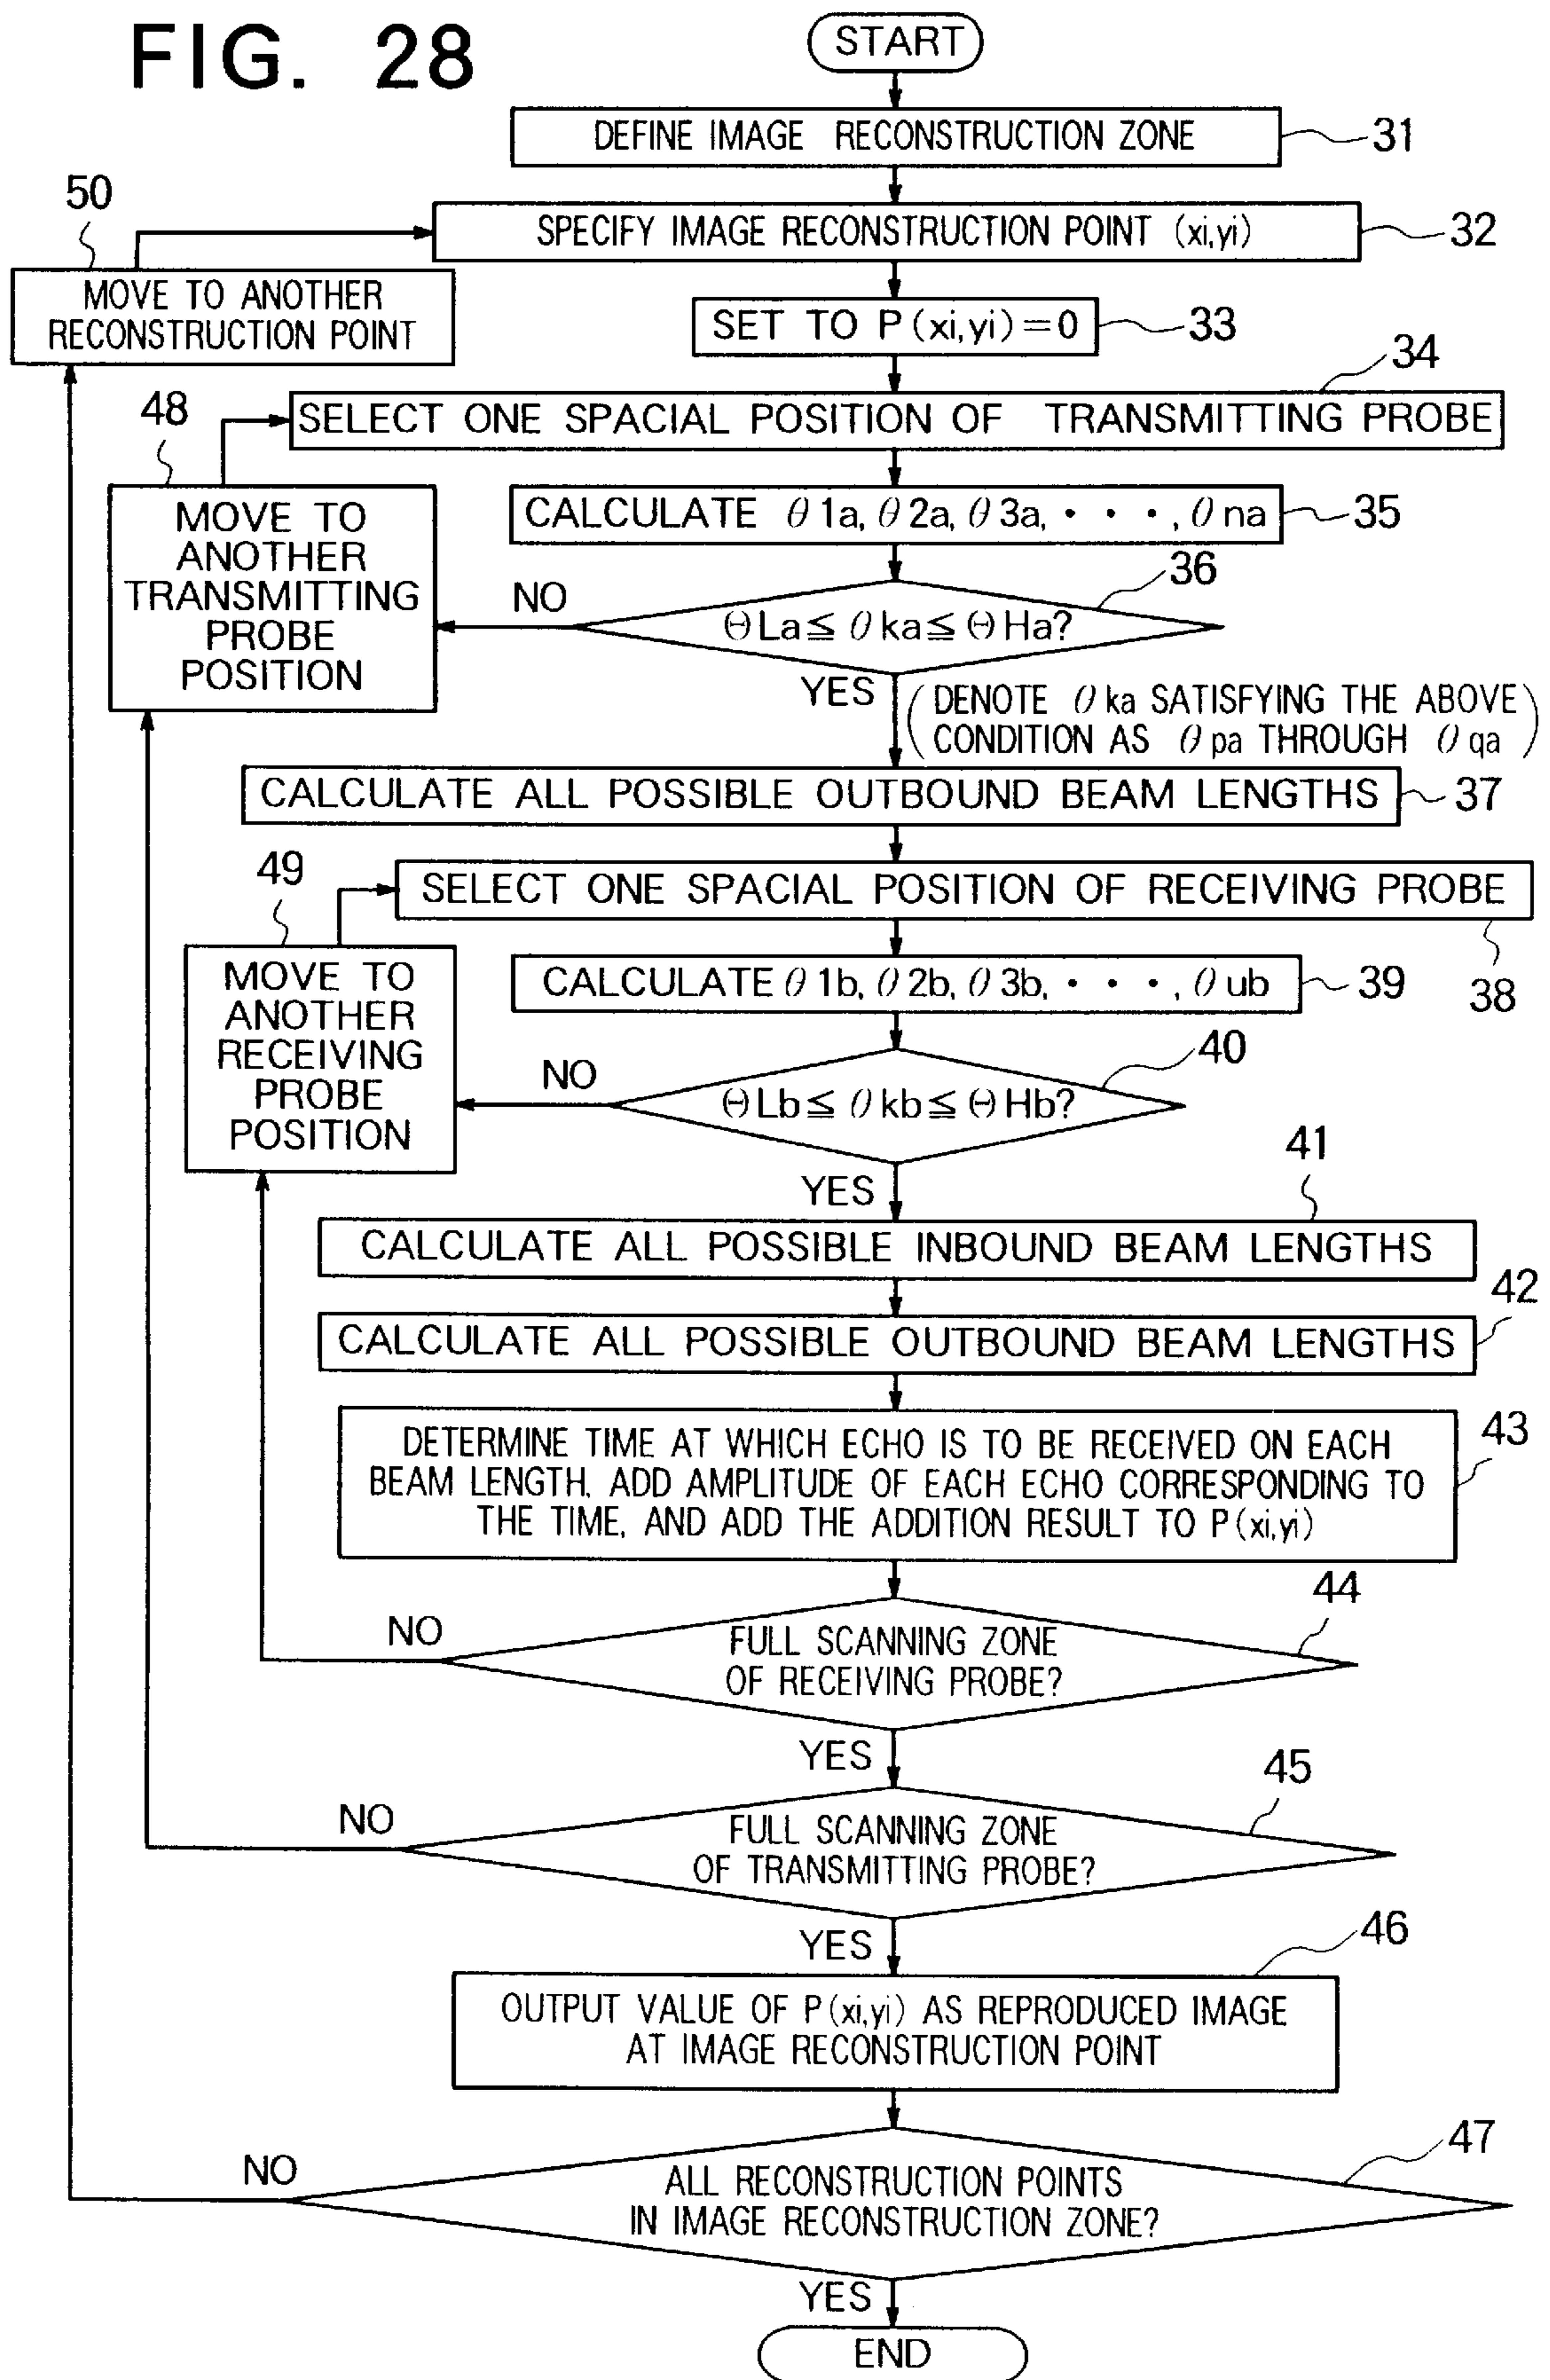 FIG. 28
START
DEFINE IMAGE RECONSTRUCTION ZONE
31
50
SPECIFY IMAGE RECONSTRUCTION POINT (xi,yi)
32
MOVE TO ANOTHER
RECONSTRUCTION POINT
SET TO P(xi,yi)=0
33
34
48
SELECT ONE SPACIAL POSITION OF TRANSMITTING PROBE
MOVE TO
ANOTHER
TRANSMITTING
PROBE
POSITION
CALCULATE θ1a, θ2a, θ3a, · · ·, θna
35
36
NO
ΘLa≦θka≦ΘHa?
YES
(DENOTE θka SATISFYING THE ABOVE
CONDITION AS θpa THROUGH θqa)
CALCULATE ALL POSSIBLE OUTBOUND BEAM LENGTHS
37
49
SELECT ONE SPACIAL POSITION OF RECEIVING PROBE
38
MOVE TO
ANOTHER
RECEIVING
PROBE
POSITION
CALCULATE θ1b, θ2b, θ3b, · · ·, θub
39
40
NO
ΘLb≦θkb≦ΘHb?
YES
41
CALCULATE ALL POSSIBLE INBOUND BEAM LENGTHS
42
CALCULATE ALL POSSIBLE OUTBOUND BEAM LENGTHS
43
DETERMINE TIME AT WHICH ECHO IS TO BE RECEIVED ON EACH
BEAM LENGTH, ADD AMPLITUDE OF EACH ECHO CORRESPONDING TO
THE TIME, AND ADD THE ADDITION RESULT TO P(xi,yi)
44
NO
FULL SCANNING ZONE
OF RECEIVING PROBE?
YES
45
NO
FULL SCANNING ZONE
OF TRANSMITTING PROBE?
YES
46
OUTPUT VALUE OF P(xi,yi) AS REPRODUCED IMAGE
AT IMAGE RECONSTRUCTION POINT
47
NO
ALL RECONSTRUCTION POINTS
IN IMAGE RECONSTRUCTION ZONE?
YES
END